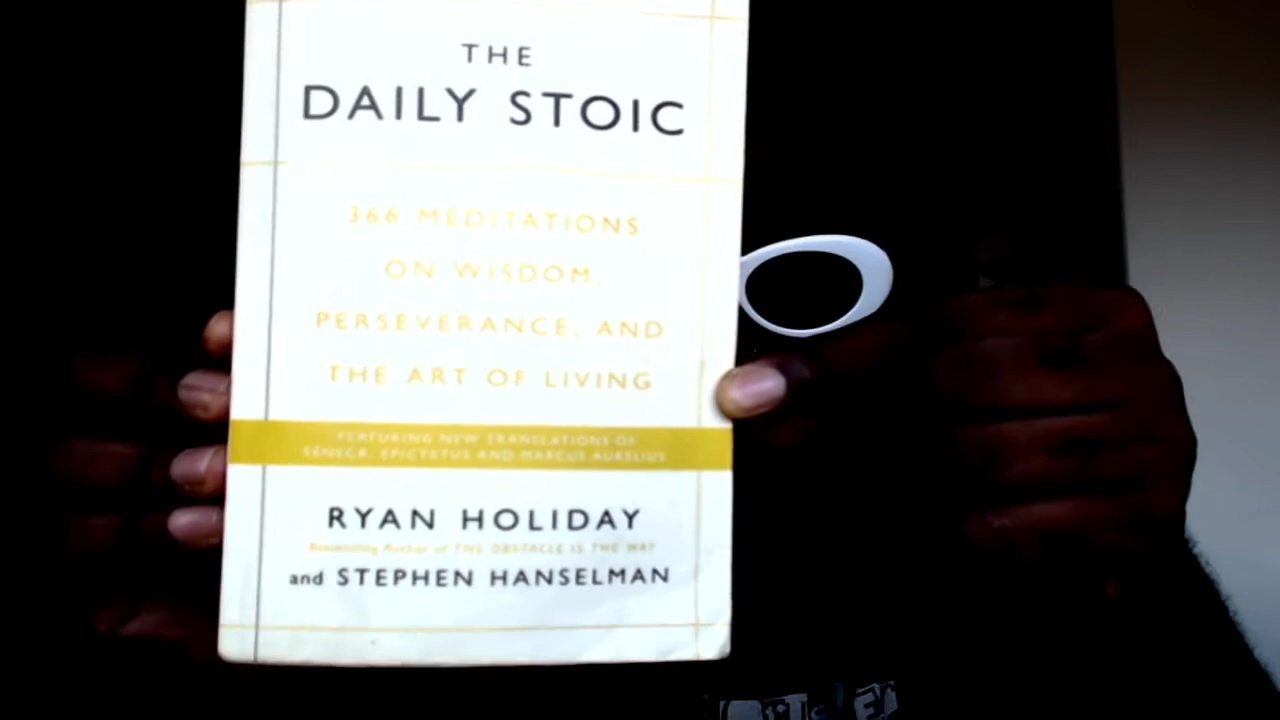 THE
DAILY STOIC
366 MEDITATIONS
ON WISDOM,
PERSEVERANCE, AND
THE ART OF LIVING
FEATURING NEW TRANSLATIONS OF
SENECA, EPICTETUS AND MARCUS AURELIUS
RYAN HOLIDAY
Bestselling Author of THE OBSTACLE IS THE WAY
and STEPHEN HANSELMAN